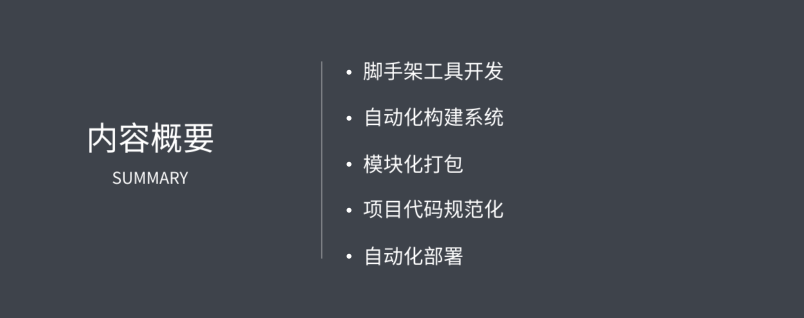 内容概要
SUMMARY
• 脚手架工具开发
• 自动化构建系统
• 模块化打包
• 项目代码规范化
• 自动化部署